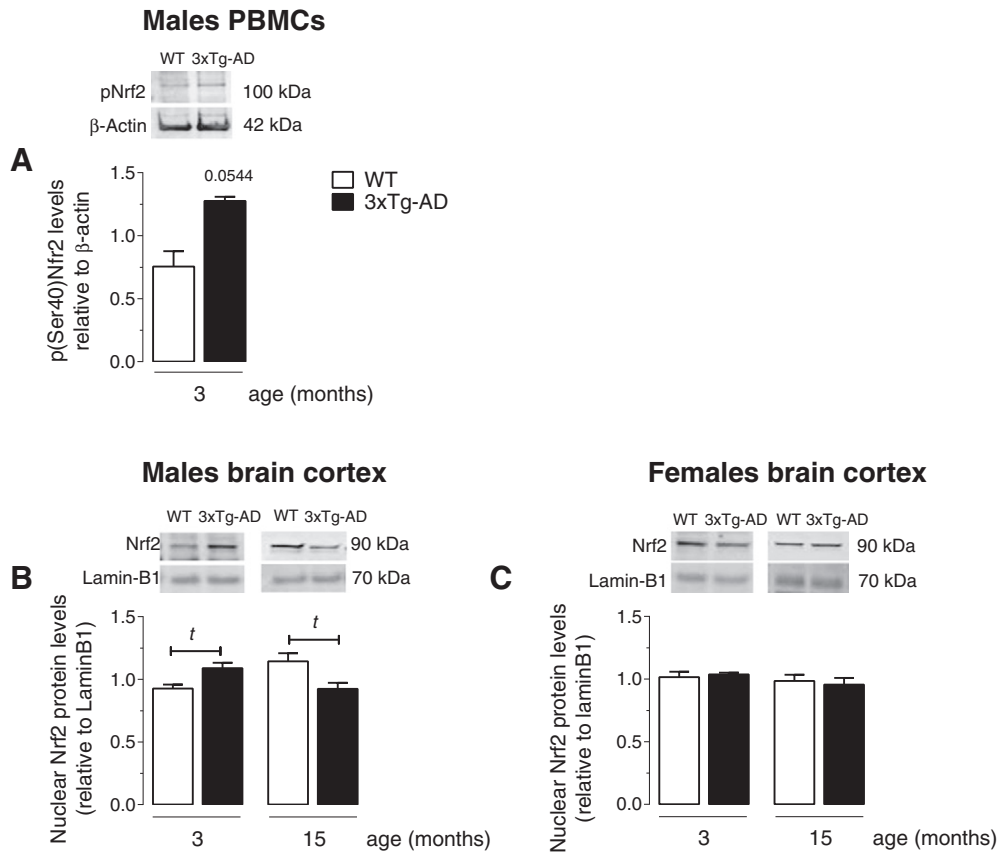 Males PBMCs
WT 3xTg-AD
pNrf2 100 kDa
β-Actin 42 kDa
A
p(Ser40)Nfr2 levels
relative to β-actin
1.5
1.0
0.5
0.0
0.0544
WT
3xTg-AD
3 age (months)
Males brain cortex
WT 3xTg-AD WT 3xTg-AD
Nrf2 90 kDa
Lamin-B1 70 kDa
B
Nuclear Nrf2 protein levels
(relative to LaminB1)
1.5
1.0
0.5
0.0
t
t
3 15 age (months)
Females brain cortex
WT 3xTg-AD WT 3xTg-AD
Nrf2 90 kDa
Lamin-B1 70 kDa
C
Nuclear Nrf2 protein levels
(relative to laminB1)
1.5
1.0
0.5
0.0
3 15 age (months)